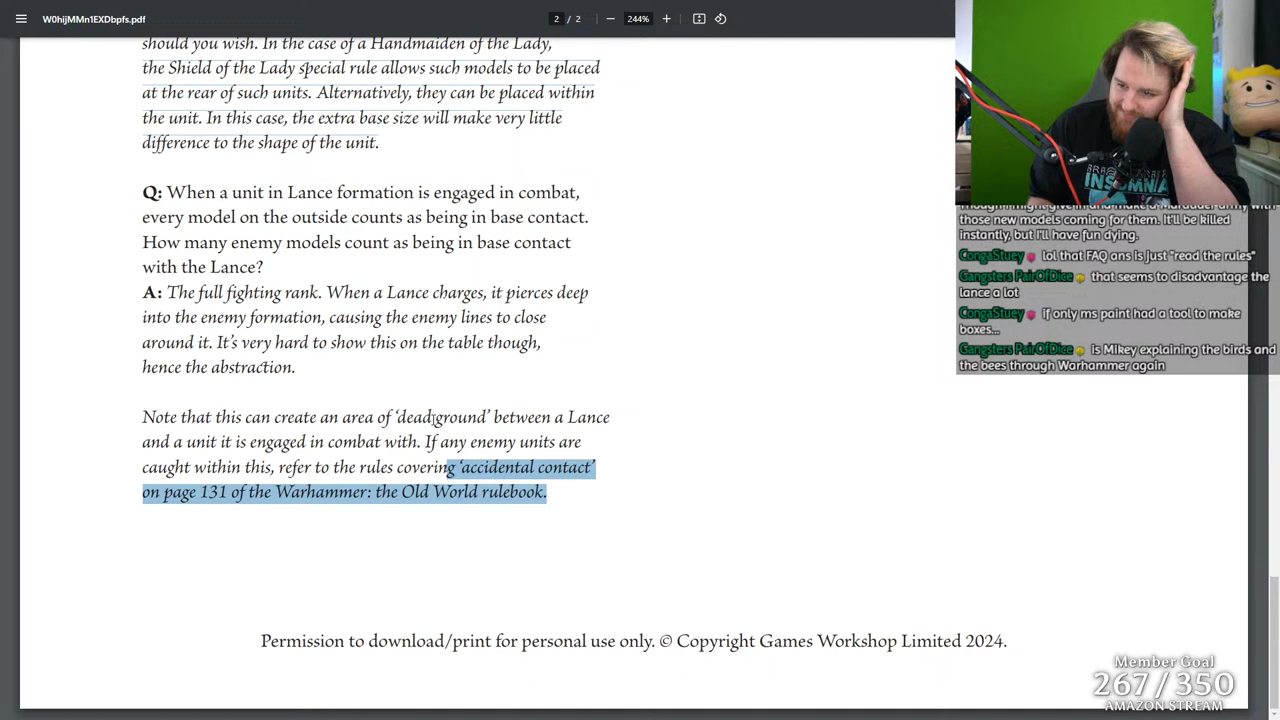 W0hijMMn1EXDbpfs.pdf
2 / 2
244%
should you wish. In the case of a Handmaiden of the Lady,
the Shield of the Lady special rule allows such models to be placed
at the rear of such units. Alternatively, they can be placed within
the unit. In this case, the extra base size will make very little
difference to the shape of the unit.
Q: When a unit in Lance formation is engaged in combat,
every model on the outside counts as being in base contact.
How many enemy models count as being in base contact
with the Lance?
A: The full fighting rank. When a Lance charges, it pierces deep
into the enemy formation, causing the enemy lines to close
around it. It's very hard to show this on the table though,
hence the abstraction.
Note that this can create an area of 'deadground' between a Lance
and a unit it is engaged in combat with. If any enemy units are
caught within this, refer to the rules covering 'accidental contact'
on page 131 of the Warhammer: the Old World rulebook.
Permission to download/print for personal use only. © Copyright Games Workshop Limited 2024.
INSOMNIA
those new models coming for them. It'll be killed
instantly, but I'll have fun dying.
CongaStuey lol that FAQ ans is just "read the rules"
Gangsters PairOfDice that seems to disadvantage the
lance a lot
CongaStuey if only ms paint had a tool to make
boxes...
Gangsters PairOfDice is Mikey explaining the birds and
the bees through Warhammer again
Member Goal
267 / 350
AMAZON STREAM